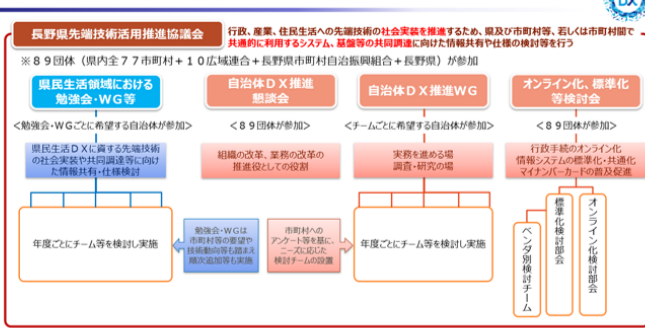 DX
長野県先端技術活用推進協議会
行政、産業、住民生活への先端技術の社会実装を推進するため、県及び市町村等、若しくは市町村間で
共通的に利用するシステム、基盤等の共同調達に向けた情報共有や仕様の検討等を行う
※８９団体（県内全７７市町村＋１０広域連合＋長野県市町村自治振興組合＋長野県）が参加
県民生活領域における
勉強会・WG等
自治体ＤＸ推進
懇談会
自治体ＤＸ推進WG
オンライン化、標準化
等検討会
＜勉強会・WGごとに希望する自治体が参加＞
＜８９団体が参加＞
＜チームごとに希望する自治体が参加＞
＜８９団体が参加＞
県民生活ＤＸに資する先端技術
の社会実装や共同調達等に向け
た情報共有・仕様検討
組織の改革、業務の改革の
推進役としての役割
実務を進める場
調査・研究の場
行政手続のオンライン化
情報システムの標準化・共通化
マイナンバーカードの普及促進
年度ごとにチーム等を検討し実施
勉強会・WGは
市町村等の要望や
技術動向等も踏まえ
順次追加等も実施
市町村への
アンケート等を基に、
ニーズに応じた
検討チームの設置
年度ごとにチーム等を検討し実施
ベンダ別検討チーム
標準化検討部会
オンライン化検討部会